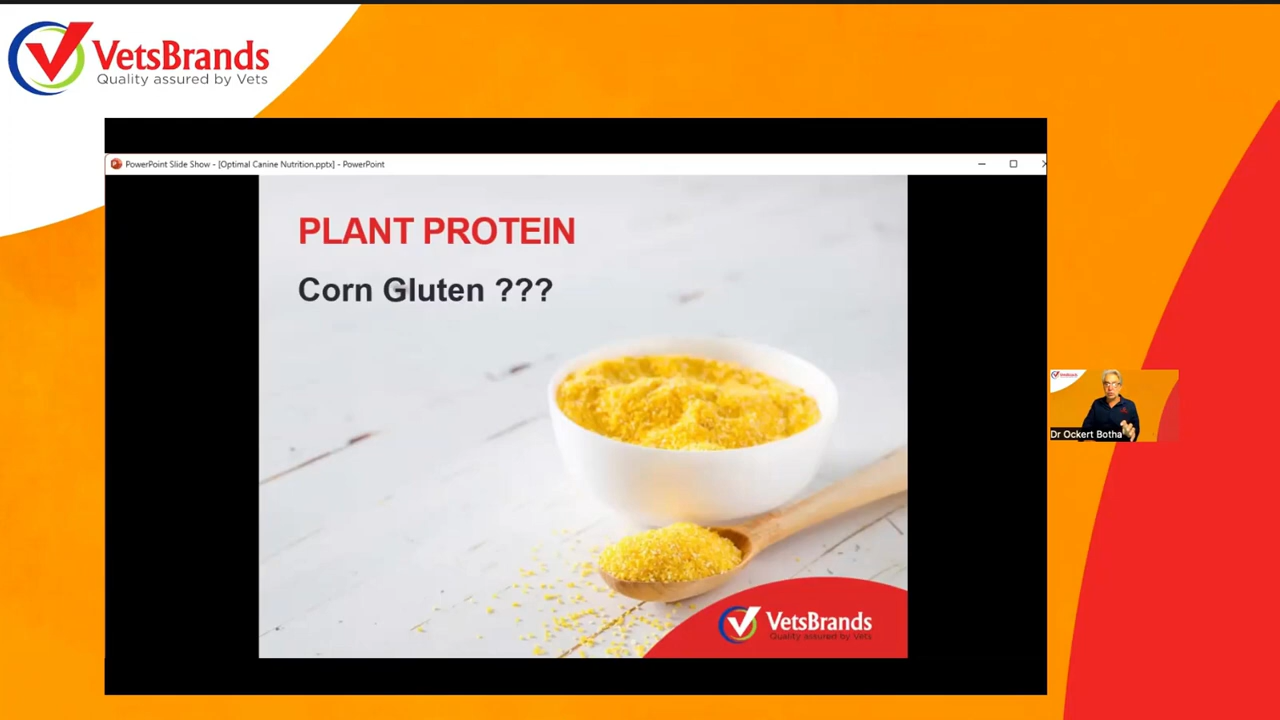 VetsBrands
Quality assured by Vets
PowerPoint Slide Show - [Optimal Canine Nutrition.pptx] - PowerPoint
PLANT PROTEIN
Corn Gluten ???
VetsBrands
Dr Ockert Botha
VetsBrands
Quality assured by Vets